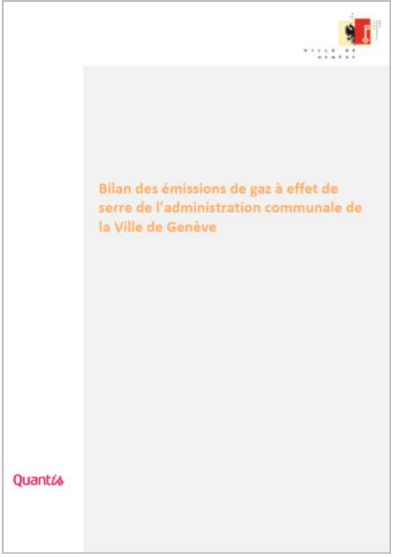 VILLE DE
GENÈVE
Bilan des émissions de gaz à effet de
serre de l'administration communale de
la Ville de Genève
Quantis